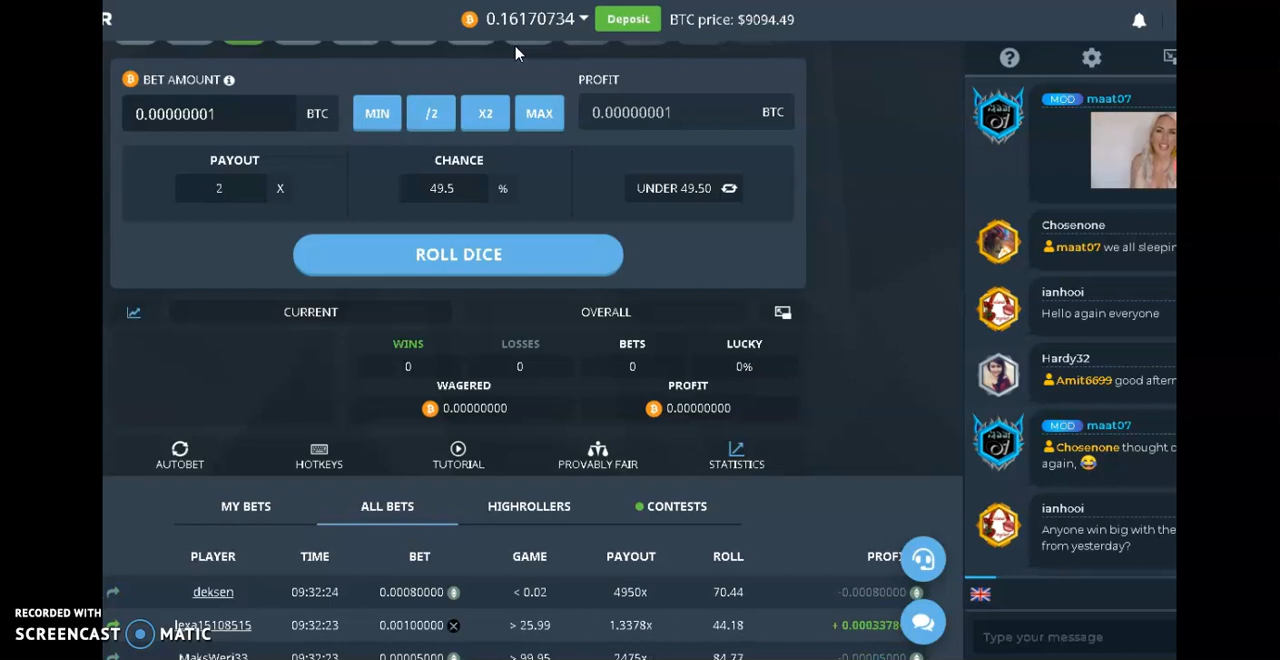 R
0.16170734 Deposit BTC price: $9094.49
BET AMOUNT
PROFIT
0.00000001 BTC MIN /2 X2 MAX 0.00000001 BTC
PAYOUT CHANCE
2 X 49.5 % UNDER 49.50
ROLL DICE
CURRENT OVERALL
WINS LOSSES BETS LUCKY
0 0 0 0%
WAGERED PROFIT
0.00000000 0.00000000
AUTOBET HOTKEYS TUTORIAL PROVABLY FAIR STATISTICS
MY BETS ALL BETS HIGHROLLERS CONTESTS
PLAYER TIME BET GAME PAYOUT ROLL PROFI
deksen 09:32:24 0.00080000 < 0.02 4950x 70.44 -0.00080000
lexa15108515 09:32:23 0.00100000 > 25.99 1.3378x 44.18 + 0.0003378
MaksWeri33 09:32:23 0.00005000 > 99.95 2475x 84.77 -0.00005000
MOD maat07
Chosenone
maat07 we all sleepin
ianhooi
Hello again everyone
Hardy32
Amit6699 good aftern
MOD maat07
Chosenone thought c
again,
ianhooi
Anyone win big with the
from yesterday?
Type your message
RECORDED WITH
SCREENCAST MATIC